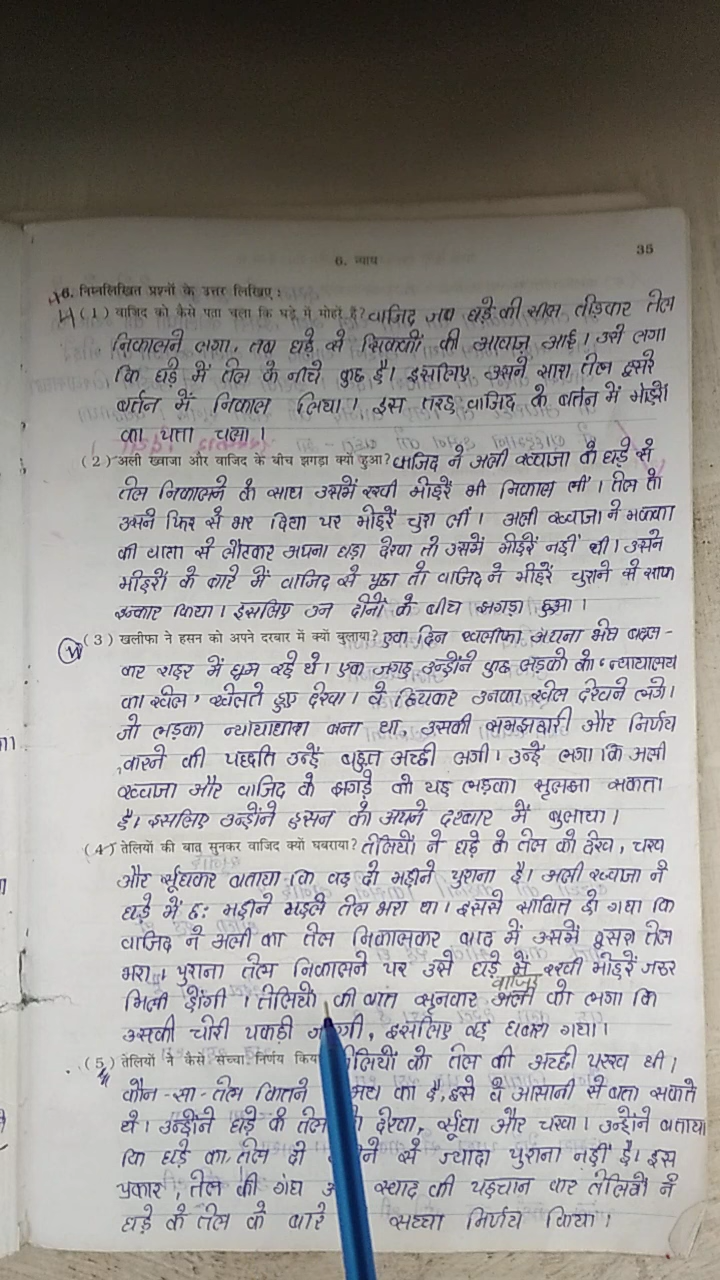 6. न्याय 35
6. निम्नलिखित प्रश्नों के उत्तर लिखिए :
(1) वाजिद को कैसे पता चला कि घड़े में मोहरें हैं? वाजिद जब घड़े की सील तोड़कर तेल
निकालने लगा, तब घड़े से सिक्कों की आवाज़ आई। उसे लगा
कि घड़े में तेल के नीचे कुछ है। इसलिए उसने सारा तेल दूसरे
बर्तन में निकाल लिया। इस तरह वाजिद के बर्तन में मोहरों
का पता चला।
(2) अली ख्वाजा और वाजिद के बीच झगड़ा क्यों हुआ? वाजिद ने अली ख्वाजा के घड़े से
तेल निकालने के साथ उसमें रखी मोहरें भी निकाल लीं। तेल तो
उसने फिर से भर दिया पर मोहरें चुरा लीं। अली ख्वाजा ने मक्का
की यात्रा से लौटकर अपना घड़ा देखा तो उसमें मोहरें नहीं थी। उसने
मोहरों के बारे में वाजिद से पूछा तो वाजिद ने मोहरें चुराने से साफ
इन्कार किया। इसलिए उन दोनों के बीच झगड़ा हुआ।
(3) खलीफा ने हसन को अपने दरबार में क्यों बुलाया? एक दिन खलीफा अपना भेष बदल-
कर शहर में घूम रहे थे। एक जगह उन्होंने कुछ लड़कों को 'न्यायालय
का खेल' खेलते हुए देखा। वे छिपकर उनका खेल देखने लगे।
जो लड़का न्यायाधीश बना था, उसकी समझदारी और निर्णय
करने की पध्दति उन्हें बहुत अच्छी लगी। उन्हें लगा कि अली
ख्वाजा और वाजिद के झगड़े को यह लड़का सुलझा सकता
है। इसलिए उन्होंने हसन को अपने दरबार में बुलाया।
(4) तेलियों की बात सुनकर वाजिद क्यों घबराया? तेलियों ने घड़े के तेल को देख, चख
और सूँघकर बताया कि वह दो महीने पुराना है। अली ख्वाजा ने
घड़े में छ: महीने पहले तेल भरा था। इससे साबित हो गया कि
वाजिद ने अली का तेल निकालकर बाद में उसमें दूसरा तेल
भरा। पुराना तेल निकालने पर उसे घड़े में रखी मोहरें जरुर
वाजिद
मिली होंगी। तेलियों की बात सूनकर अली को लगा कि
उसकी चोरी पकड़ी इसलिए वह घबरा गया।
(5) तेलियों ने कैसे सच्चा निर्णय को तेल की अच्छी परख थी।
कौन-सा-तेल कितने का है, इसे वे आसानी से बता सकते
थे। उन्होंने घड़े के तेल देखा, सूँघा और चखा। उन्होंने बताया
कि घड़े का तेल दो से ज्यादा पुराना नहीं है। इस
प्रकार, तेल की गंध स्वाद की पहचान कर तेलियों ने
घड़े के तेल के बारे सच्चा निर्णय किया।